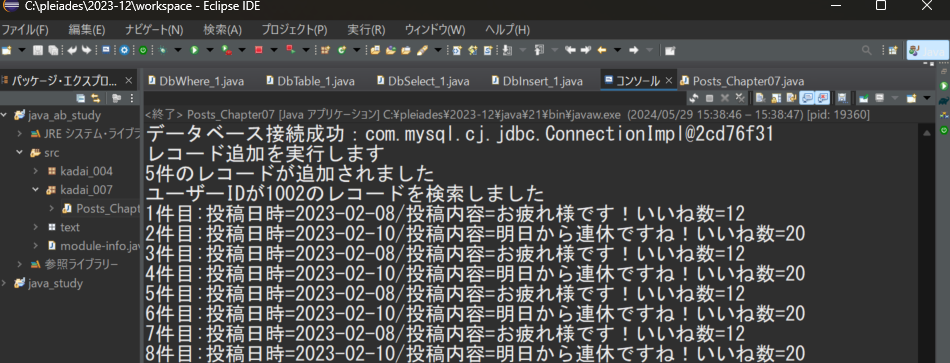 C:\pleiades\2023-12\workspace - Eclipse IDE
ファイル(F) 編集(E) ナビゲート(N) 検索(A) プロジェクト(P) 実行(R) ウィンドウ(W) ヘルプ(H)
パッケージ・エクスプロ...
DbWhere_1.java DbTable_1.java DbSelect_1.java DbInsert_1.java コンソール Posts_Chapter07.java
java_ab_study
JRE システム・ライブラ
src
kadai_004
kadai_007
Posts_Chapt
text
module-info.jav
参照ライブラリー
java_study
<終了> Posts_Chapter07 [Java アプリケーション] C:¥pleiades¥2023-12¥java¥21¥bin¥javaw.exe (2024/05/29 15:38:46 – 15:38:47) [pid: 19360]
データベース接続成功：com.mysql.cj.jdbc.ConnectionImpl@2cd76f31
レコード追加を実行します
5件のレコードが追加されました
ユーザーIDが1002のレコードを検索しました
1件目:投稿日時=2023-02-08/投稿内容=お疲れ様です！いいね数=12
2件目:投稿日時=2023-02-10/投稿内容=明日から連休ですね！いいね数=20
3件目:投稿日時=2023-02-08/投稿内容=お疲れ様です！いいね数=12
4件目:投稿日時=2023-02-10/投稿内容=明日から連休ですね！いいね数=20
5件目:投稿日時=2023-02-08/投稿内容=お疲れ様です！いいね数=12
6件目:投稿日時=2023-02-10/投稿内容=明日から連休ですね！いいね数=20
7件目:投稿日時=2023-02-08/投稿内容=お疲れ様です！いいね数=12
8件目:投稿日時=2023-02-10/投稿内容=明日から連休ですね！いいね数=20